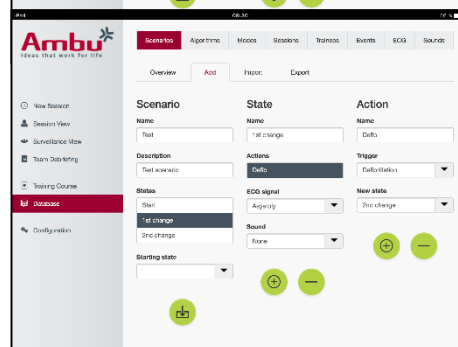 iPad 08.30
Ambu
Ideas that work for life
Scenarios Algorithms Modes Sessions Trainees Events ECG Sounds
Overview Add Import Export
New Session
Session View
Surveillance View
Team Debriefing
Training Course
Database
Configuration
Scenario State Action
Name Name Name
Test 1st change Defib
Description Actions Trigger
Test scenario Defib Defibrillation
States ECG signal New state
Start Asystoly 2nd change
1st change
2nd change Sound
None
Starting state